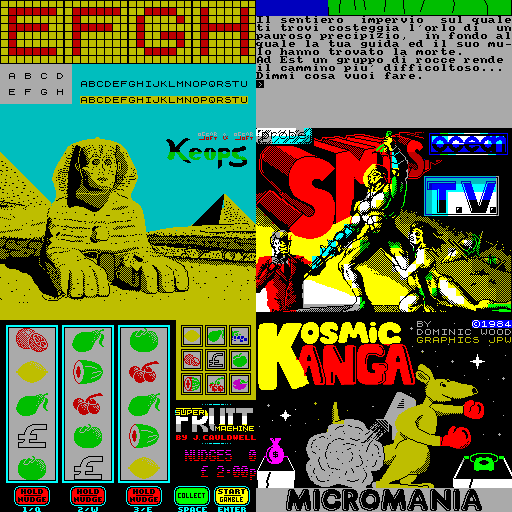 EFGH
A B C D
E F G H
ABCDEFGHIJKLMNOPQRSTU
ABCDEFGHIJKLMNOPQRSTU
Keops
Il sentiero impervio sul quale
ti trovi costeggia l'orlo di un
pauroso precipizio, in fondo al
quale la tua guida ed il suo mu-
lo hanno trovato la morte.
Ad Est un gruppo di rocce rende
il cammino piu' difficoltoso...
Dimmi cosa vuoi fare.
>
probe
ocean
T.V.
SUPER
FRUIT
MACHINE
BY J.CAULDWELL
NUDGES 0
£ 2:00
HOLD
NUDGE
HOLD
NUDGE
HOLD
NUDGE
COLLECT
START
GAMBLE
1/Q
2/W
3/E
SPACE
ENTER
KOSMIC
KANGA
BY ©1984
DOMINIC WOOD
GRAPHICS JPW
MICROMANIA